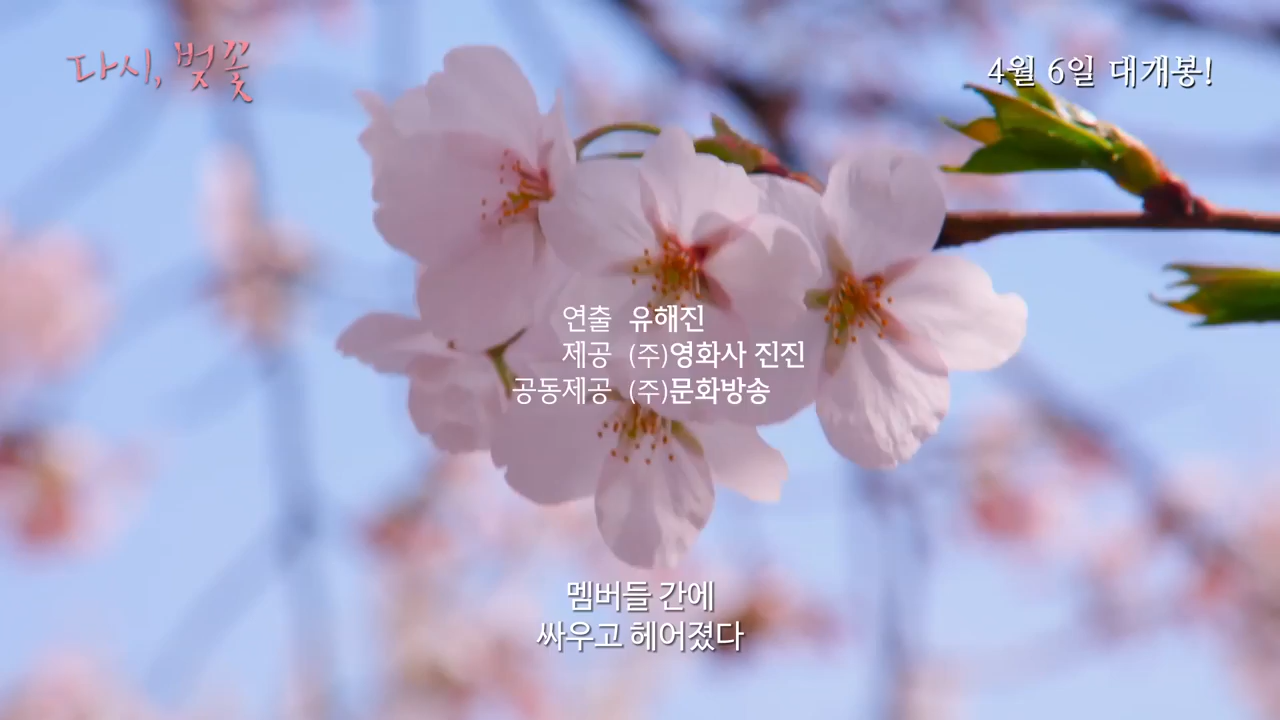 다시, 벚꽃
4월 6일 대개봉!
연출 유해진
제공 (주)영화사 진진
공동제공 (주)문화방송
멤버들 간에
싸우고 헤어졌다